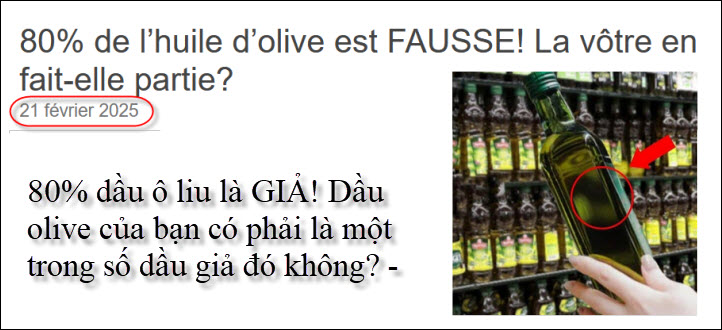 80% de l’huile d’olive est FAUSSE! La vôtre en
fait-elle partie?
21 février 2025
80% dầu ô liu là GIẢ! Dầu
olive của bạn có phải là một
trong số dầu giả đó không? -